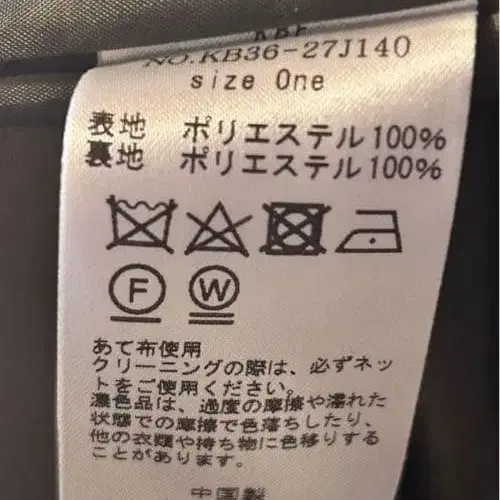 KBF
NO.KB36-27J140
size One
表地 ポリエステル100%
裏地 ポリエステル100%
F W
あて布使用
クリーニングの際は、必ずネッ
トをご使用ください。
濃色品は、過度の摩擦や濡れた
状態での摩擦で色落ちしたり、
他の衣類や持ち物に色移りする
ことがあります。
中国製